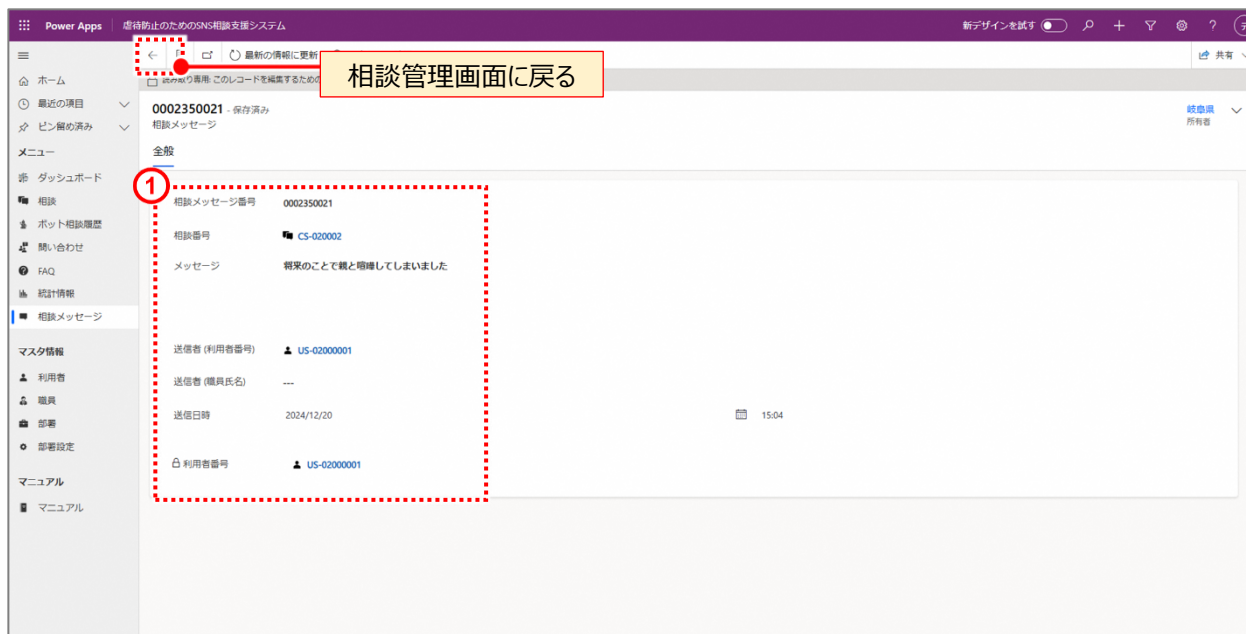 Power Apps 虐待防止のためのSNS相談支援システム 新デザインを試す
最新の情報に更新 共有
相談管理画面に戻る
読み取り専用: このレコードを編集するための
ホーム
最近の項目
ピン留め済み
メニュー
ダッシュボード
相談
ボット相談履歴
問い合わせ
FAQ
統計情報
相談メッセージ
マスタ情報
利用者
職員
部署
部署設定
マニュアル
マニュアル
0002350021 - 保存済み
相談メッセージ
岐阜県
所有者
全般
1
相談メッセージ番号 0002350021
相談番号 CS-020002
メッセージ 将来のことで親と喧嘩してしまいました
送信者 (利用者番号) US-02000001
送信者 (職員氏名) ---
送信日時 2024/12/20 15:04
利用者番号 US-02000001